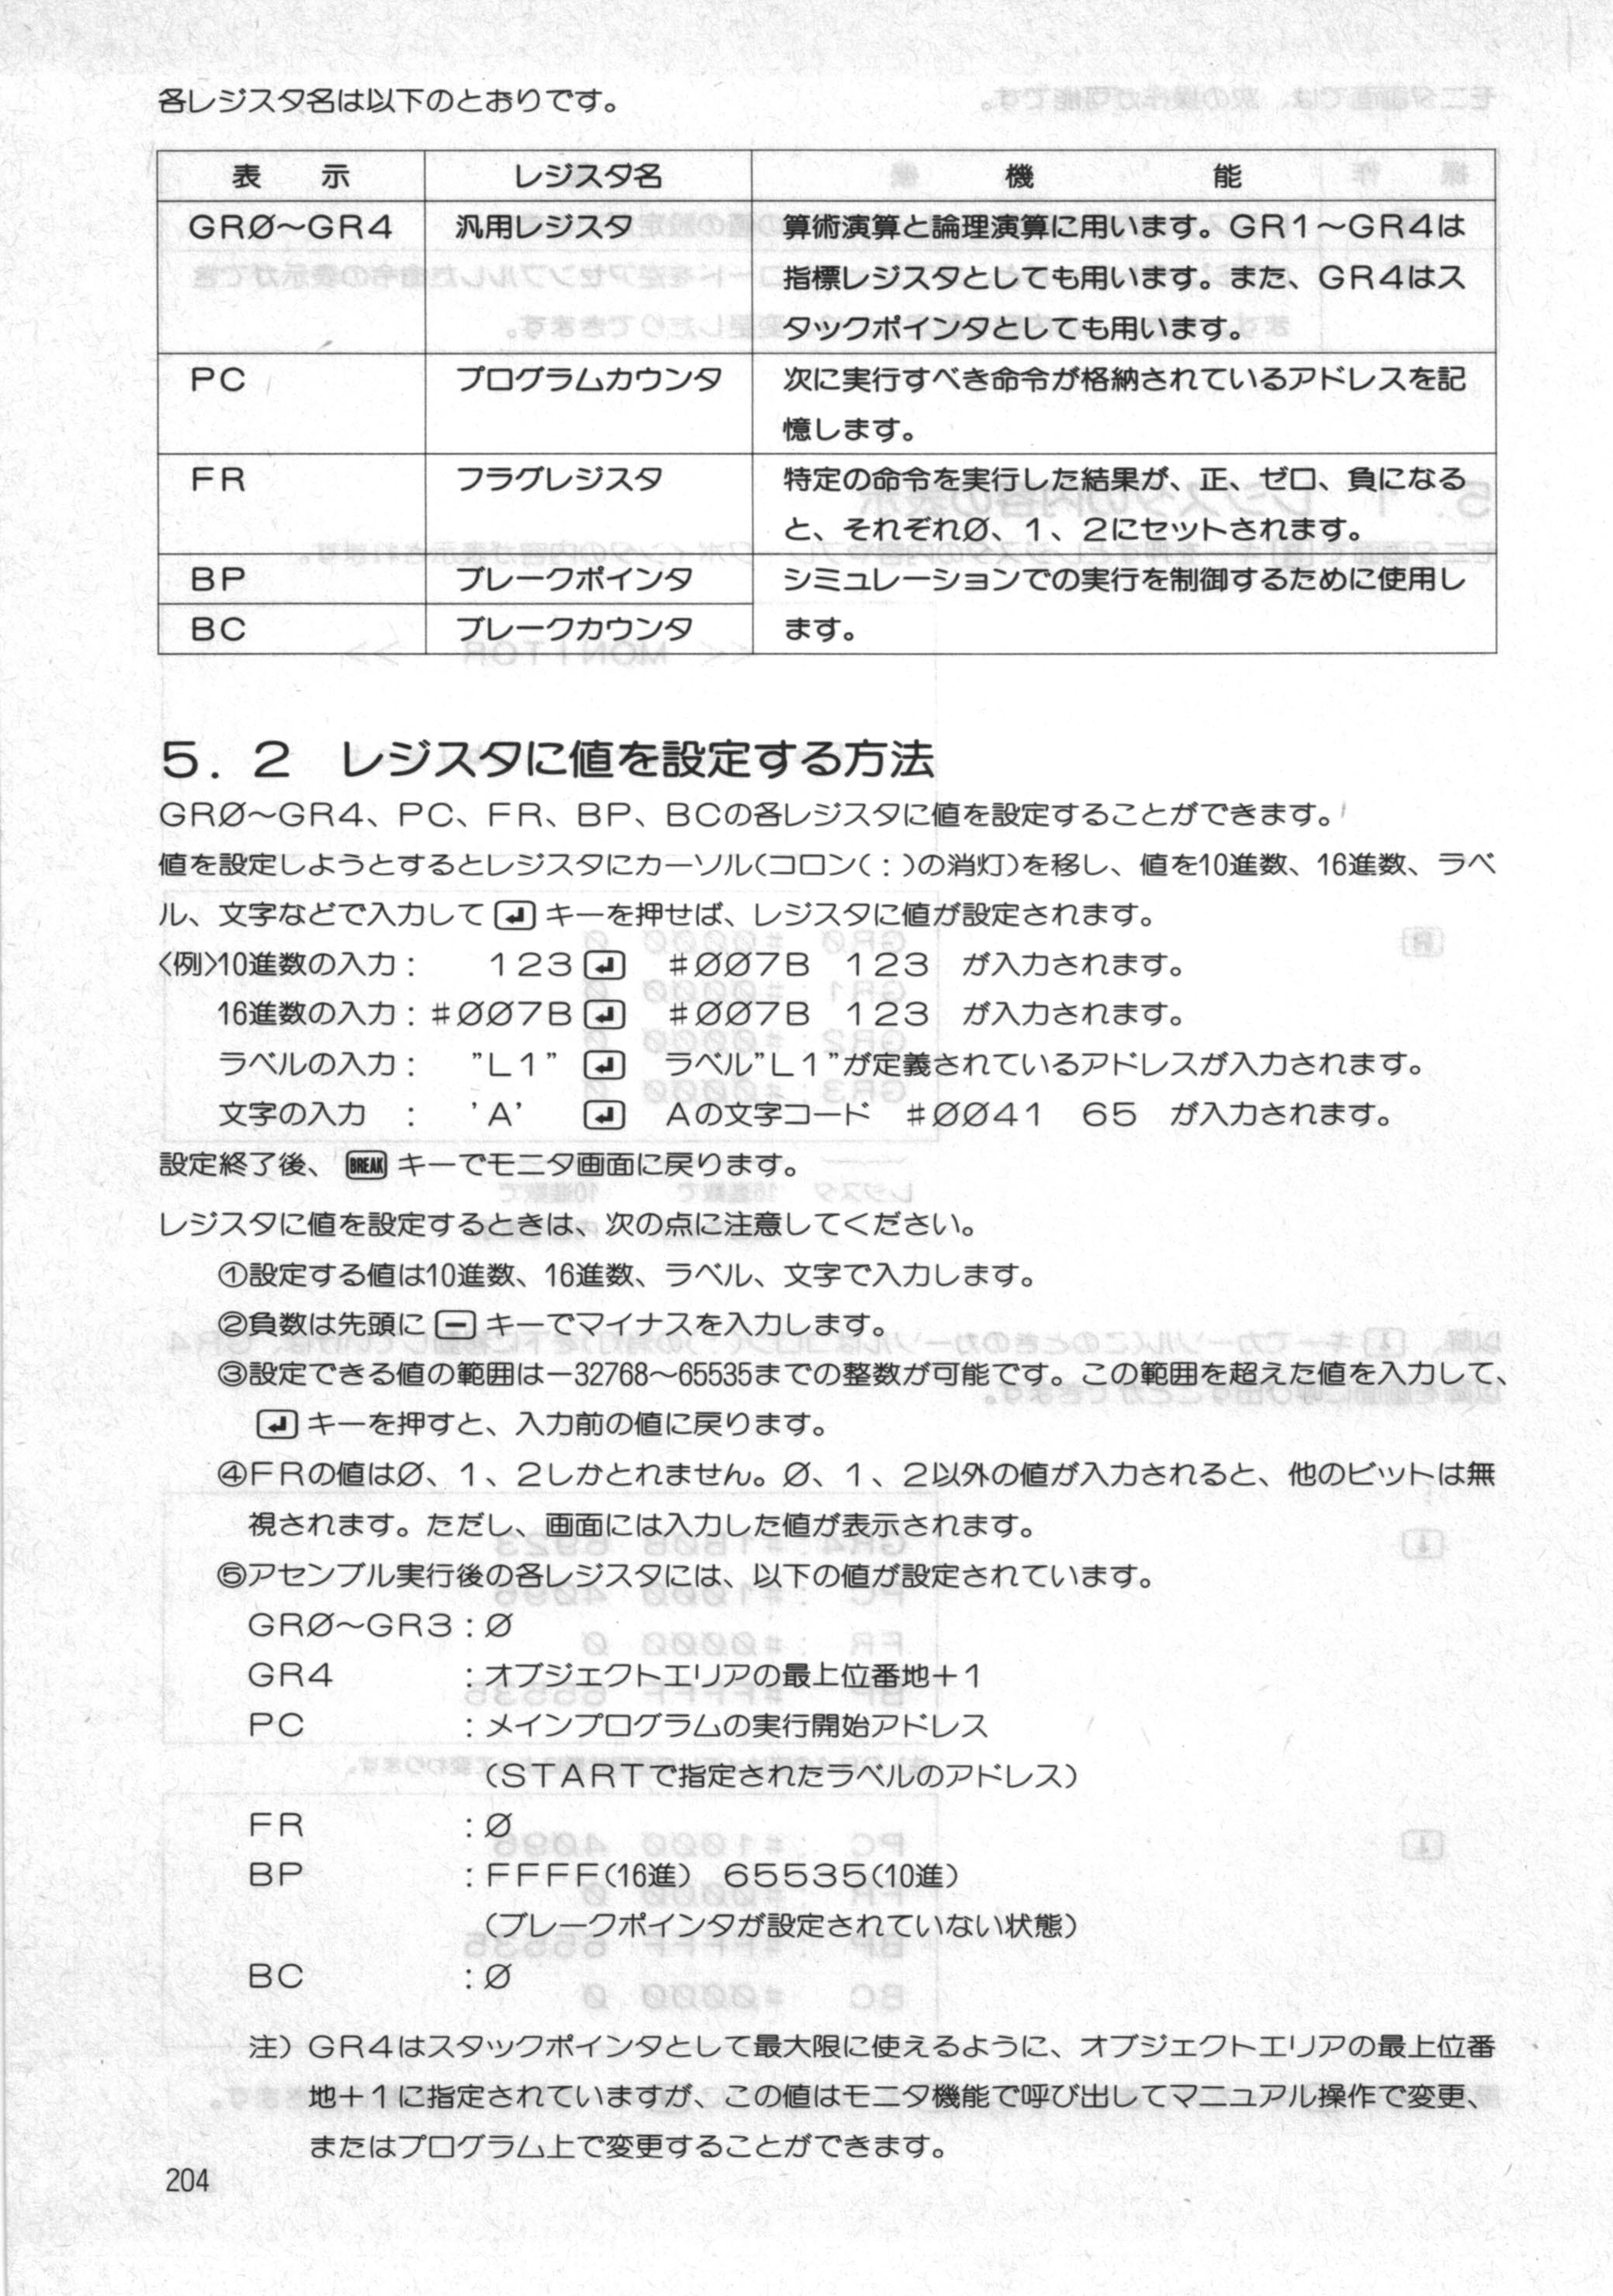 各レジスタ名は以下のとおりです。
表 示 レジスタ名 機 能
GRØ～GR4 汎用レジスタ 算術演算と論理演算に用います。GR1～GR4は
指標レジスタとしても用います。また、GR4はス
タックポインタとしても用います。
PC プログラムカウンタ 次に実行すべき命令が格納されているアドレスを記
憶します。
FR フラグレジスタ 特定の命令を実行した結果が、正、ゼロ、負になる
と、それぞれØ、1、2にセットされます。
BP ブレークポインタ シミュレーションでの実行を制御するために使用し
BC ブレークカウンタ ます。
5.2 レジスタに値を設定する方法
GRØ～GR4、PC、FR、BP、BCの各レジスタに値を設定することができます。
値を設定しようとするとレジスタにカーソル(コロン(:)の消灯)を移し、値を10進数、16進数、ラベ
ル、文字などで入力して ↲ キーを押せば、レジスタに値が設定されます。
〈例〉10進数の入力: 123 ↲ #ØØ7B 123 が入力されます。
16進数の入力: #ØØ7B ↲ #ØØ7B 123 が入力されます。
ラベルの入力: ”L1” ↲ ラベル”L1”が定義されているアドレスが入力されます。
文字の入力 : ’A’ ↲ Aの文字コード #ØØ41 65 が入力されます。
設定終了後、 BREAK キーでモニタ画面に戻ります。
レジスタに値を設定するときは、次の点に注意してください。
①設定する値は10進数、16進数、ラベル、文字で入力します。
②負数は先頭に － キーでマイナスを入力します。
③設定できる値の範囲は－32768～65535までの整数が可能です。この範囲を超えた値を入力して、
↲ キーを押すと、入力前の値に戻ります。
④FRの値はØ、1、2しかとれません。Ø、1、2以外の値が入力されると、他のビットは無
視されます。ただし、画面には入力した値が表示されます。
⑤アセンブル実行後の各レジスタには、以下の値が設定されています。
GRØ～GR3:Ø
GR4 :オブジェクトエリアの最上位番地＋1
PC :メインプログラムの実行開始アドレス
（STARTで指定されたラベルのアドレス）
FR :Ø
BP :FFFF(16進) 65535(10進)
（ブレークポインタが設定されていない状態）
BC :Ø
注）GR4はスタックポインタとして最大限に使えるように、オブジェクトエリアの最上位番
地＋1に指定されていますが、この値はモニタ機能で呼び出してマニュアル操作で変更、
またはプログラム上で変更することができます。
204